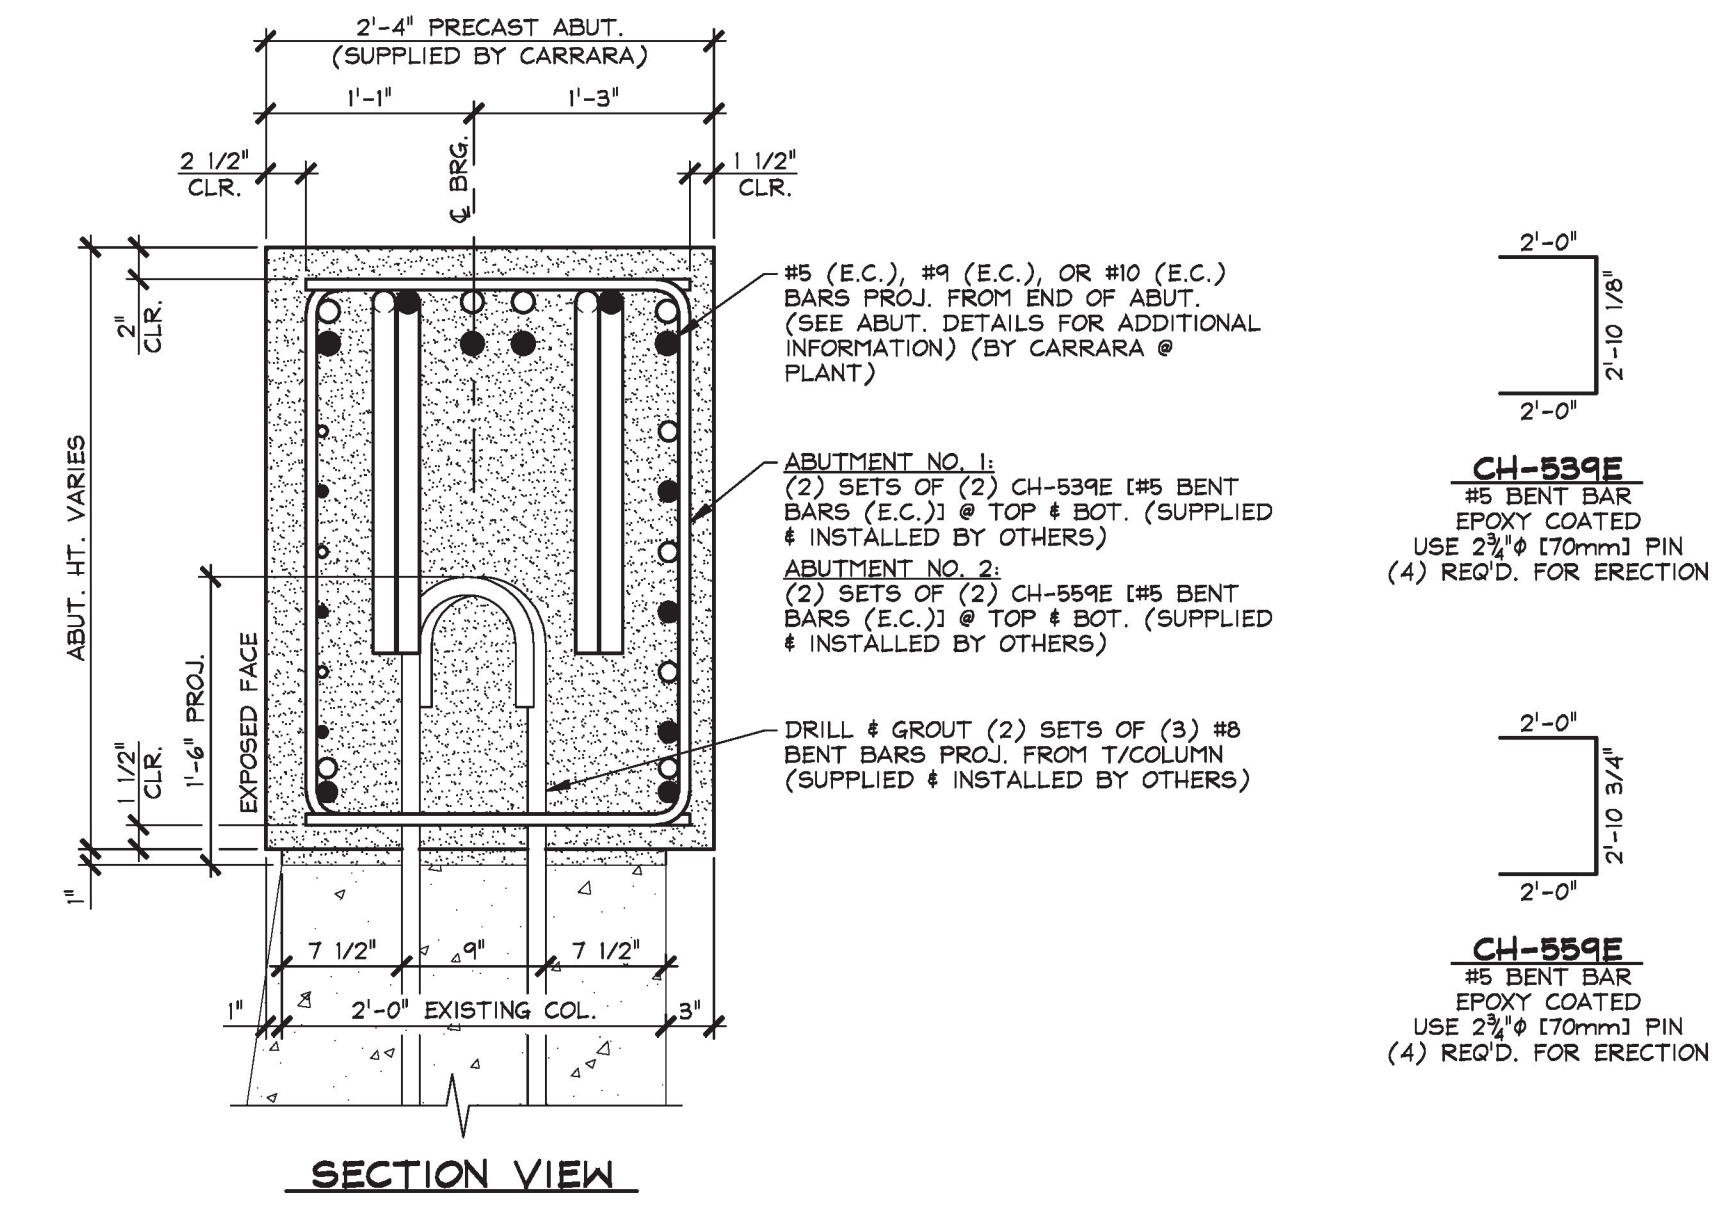 2'-4" PRECAST ABUT.
(SUPPLIED BY CARRARA)
1'-1"
1'-3"
2 1/2"
CLR.
℄ BRG.
1 1/2"
CLR.
2"
CLR.
ABUT. HT. VARIES
1'-6" PROJ.
EXPOSED FACE
1 1/2"
CLR.
1"
#5 (E.C.), #9 (E.C.), OR #10 (E.C.)
BARS PROJ. FROM END OF ABUT.
(SEE ABUT. DETAILS FOR ADDITIONAL
INFORMATION) (BY CARRARA @
PLANT)
ABUTMENT NO. 1:
(2) SETS OF (2) CH-539E [#5 BENT
BARS (E.C.)] @ TOP & BOT. (SUPPLIED
& INSTALLED BY OTHERS)
ABUTMENT NO. 2:
(2) SETS OF (2) CH-559E [#5 BENT
BARS (E.C.)] @ TOP & BOT. (SUPPLIED
& INSTALLED BY OTHERS)
DRILL & GROUT (2) SETS OF (3) #8
BENT BARS PROJ. FROM T/COLUMN
(SUPPLIED & INSTALLED BY OTHERS)
7 1/2"
9"
7 1/2"
1"
2'-0" EXISTING COL.
3"
SECTION VIEW
2'-0"
2'-10 1/8"
2'-0"
CH-539E
#5 BENT BAR
EPOXY COATED
USE 2¾"ϕ [70mm] PIN
(4) REQ'D. FOR ERECTION
2'-0"
2'-10 3/4"
2'-0"
CH-559E
#5 BENT BAR
EPOXY COATED
USE 2¾"ϕ [70mm] PIN
(4) REQ'D. FOR ERECTION